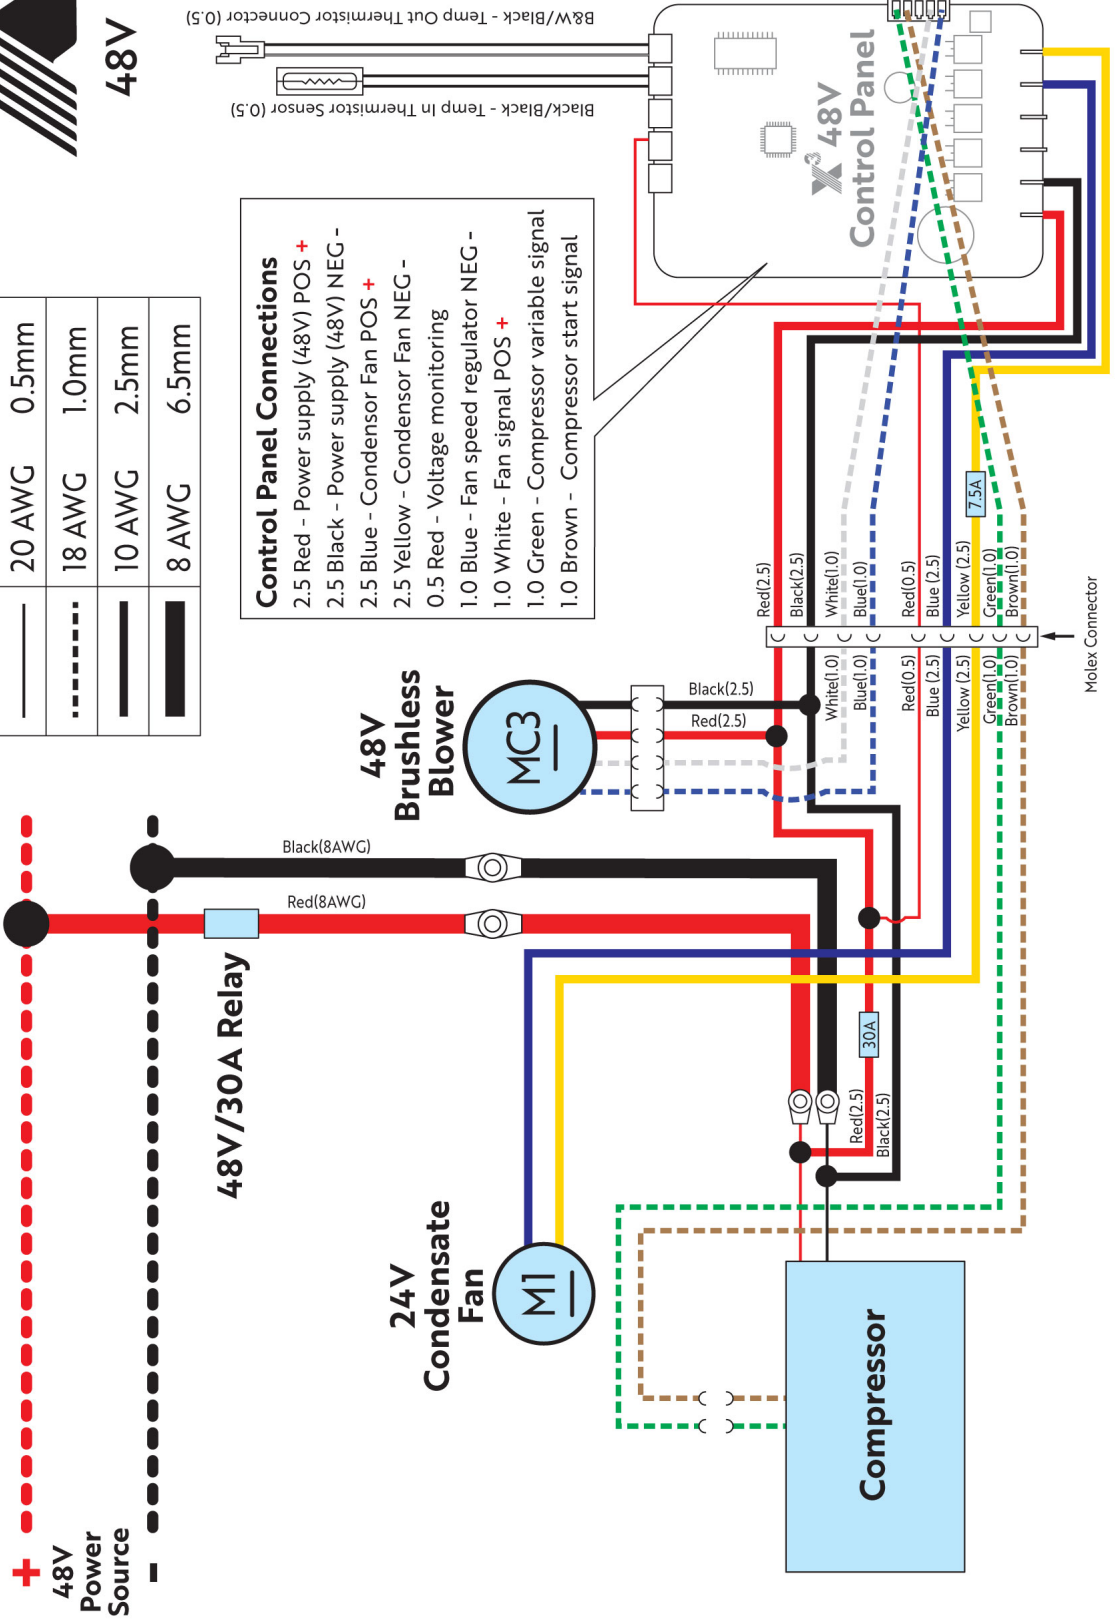 48V
20 AWG 0.5mm
18 AWG 1.0mm
10 AWG 2.5mm
8 AWG 6.5mm
B&W/Black - Temp Out Thermistor Connector (0.5)
Black/Black - Temp In Thermistor Sensor (0.5)
Control Panel Connections
2.5 Red - Power supply (48V) POS +
2.5 Black - Power supply (48V) NEG -
2.5 Blue - Condensor Fan POS +
2.5 Yellow - Condensor Fan NEG -
0.5 Red - Voltage monitoring
1.0 Blue - Fan speed regulator NEG -
1.0 White - Fan signal POS +
1.0 Green - Compressor variable signal
1.0 Brown - Compressor start signal
X³ 48V
Control Panel
+
48V
Power
Source
-
Black(8AWG)
Red(8AWG)
48V/30A Relay
48V
Brushless
Blower
MC3
Black(2.5)
Red(2.5)
24V
Condensate
Fan
M1
Red(2.5)
Black(2.5)
White(1.0)
Blue(1.0)
Red(0.5)
Blue (2.5)
Yellow (2.5)
Green(1.0)
Brown(1.0)
7.5A
White(1.0)
Blue(1.0)
Red(0.5)
Blue (2.5)
Yellow (2.5)
Green(1.0)
Brown(1.0)
Molex Connector
30A
Red(2.5)
Black(2.5)
Compressor